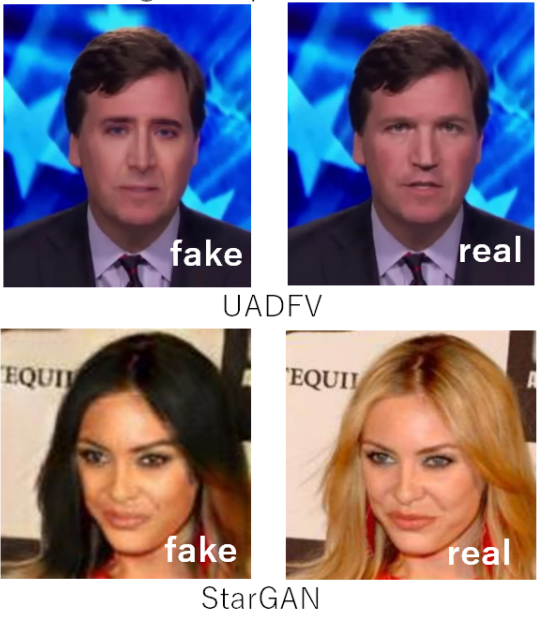 fake
real
UADFV
EQUII
EQUII
fake
real
StarGAN